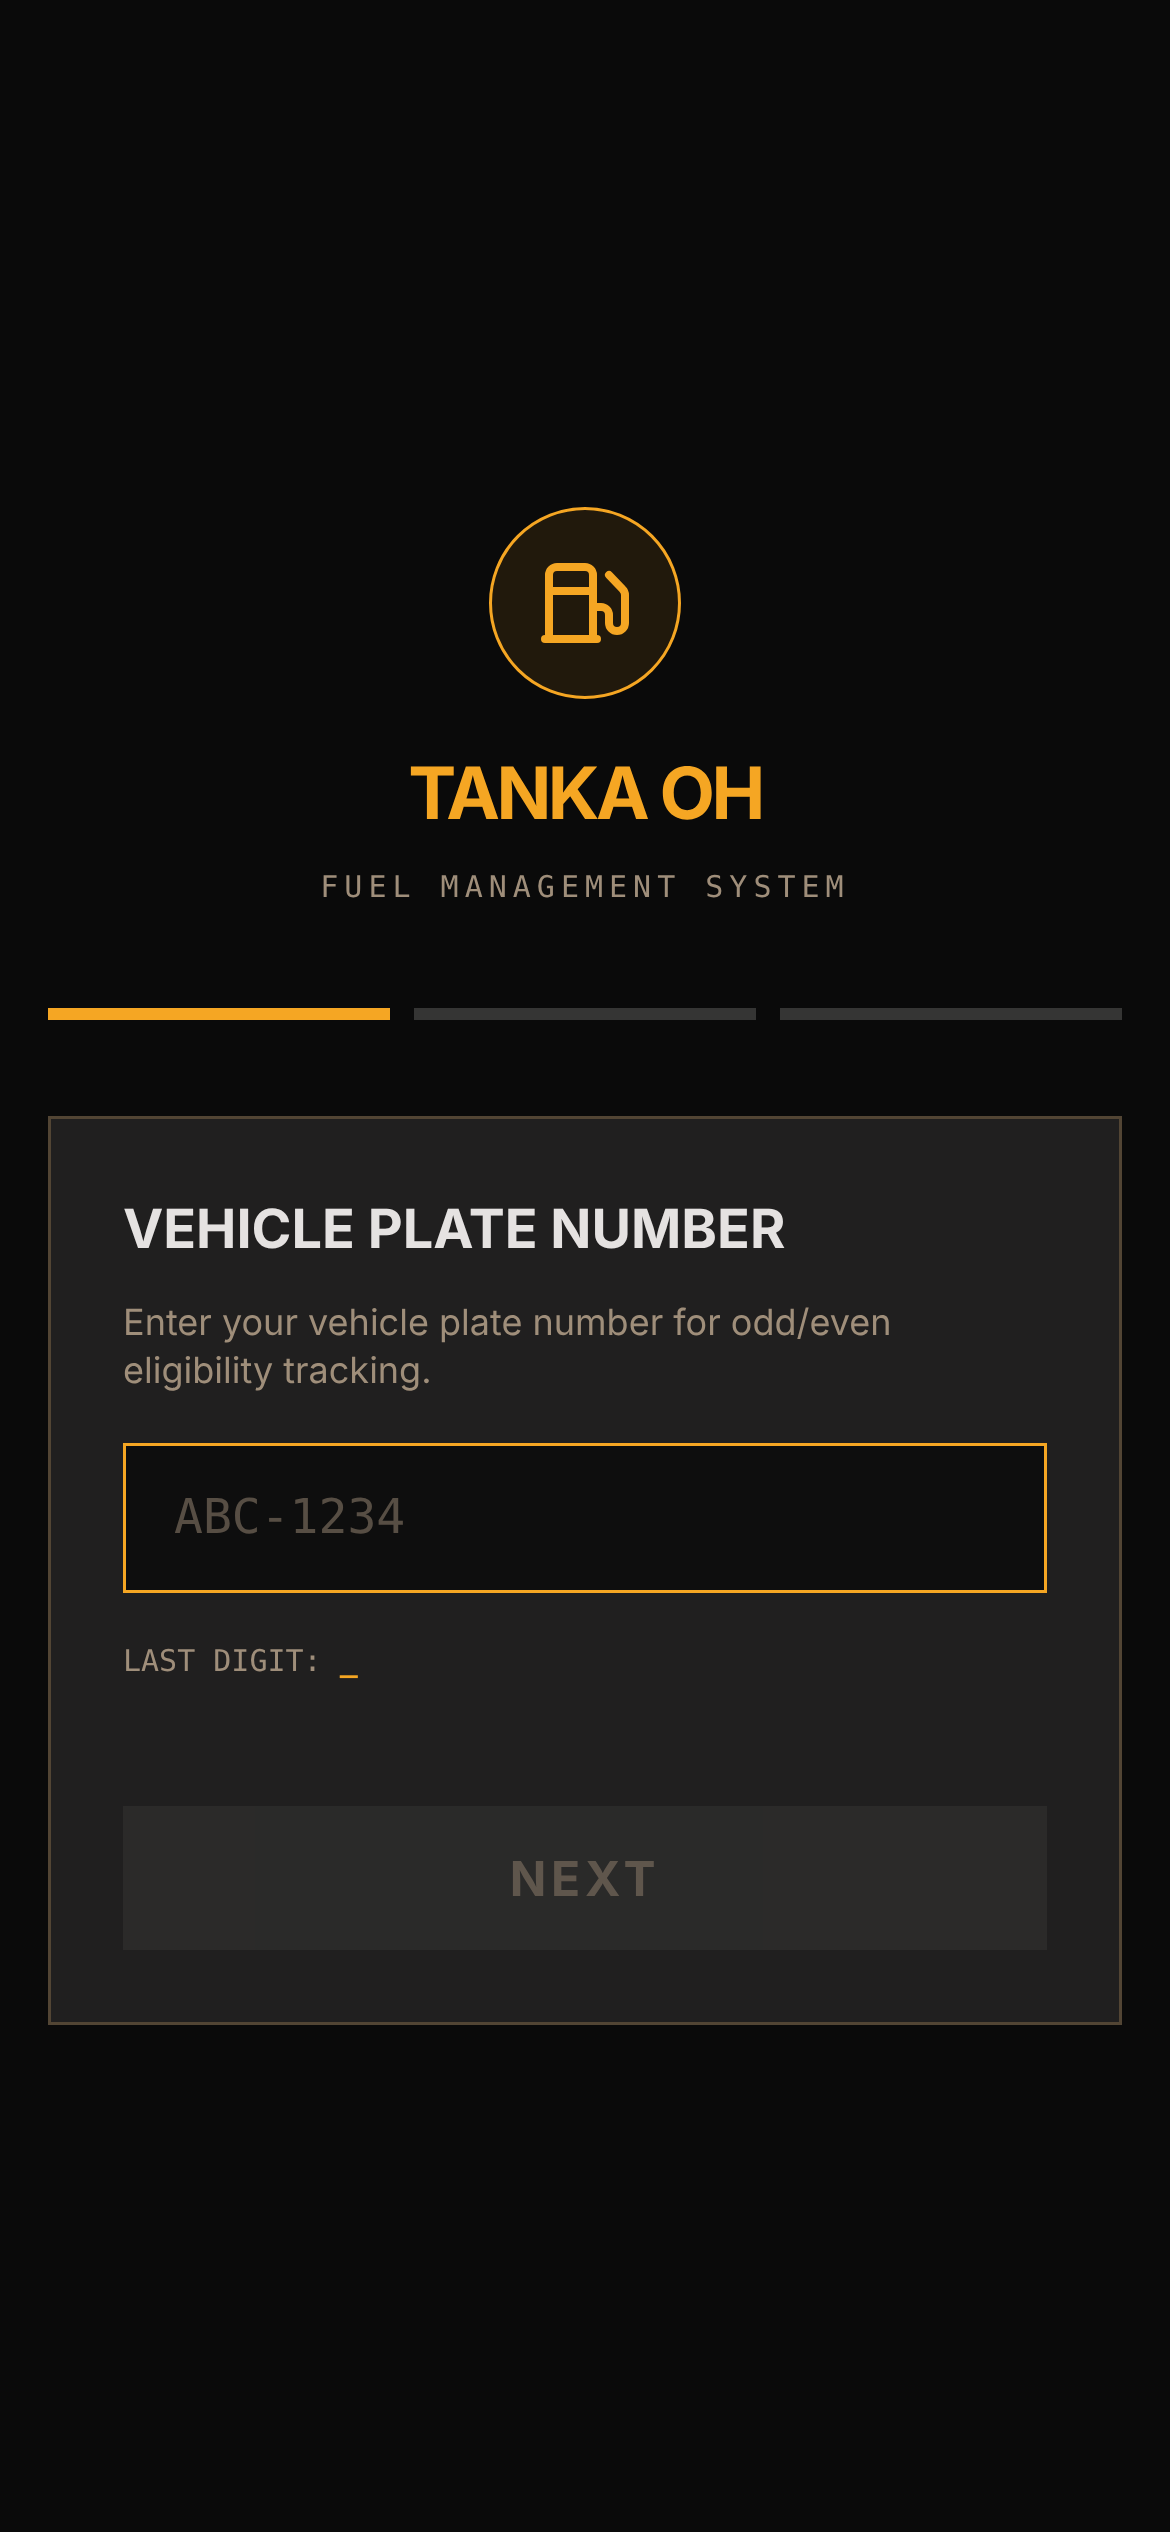 TANKA OH
FUEL MANAGEMENT SYSTEM
VEHICLE PLATE NUMBER
Enter your vehicle plate number for odd/even
eligibility tracking.
ABC-1234
LAST DIGIT: _
NEXT